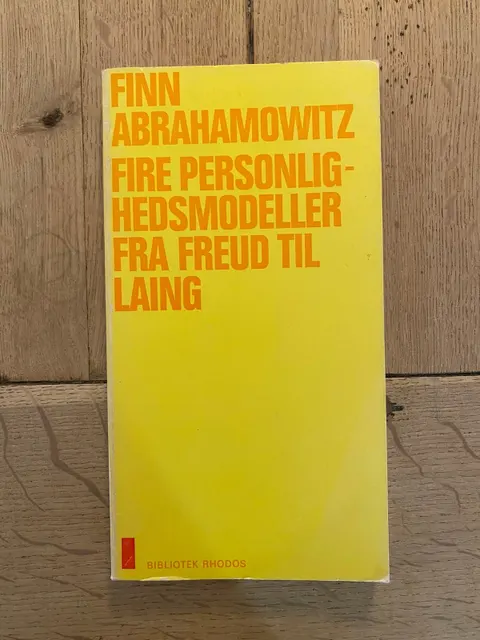 FINN
ABRAHAMOWITZ
FIRE PERSONLIG-
HEDSMODELLER
FRA FREUD TIL
LAING
BIBLIOTEK RHODOS